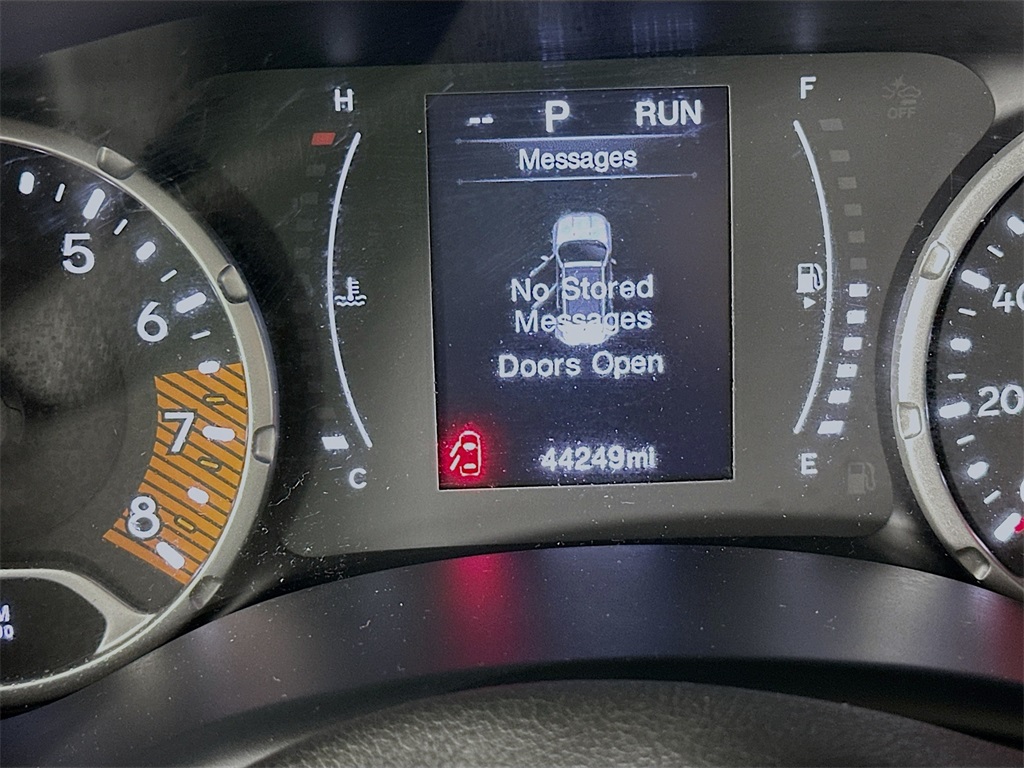 H
F
OFF
-- P RUN
Messages
5
6
7
8
No Stored
Messages
Doors Open
44249mi
C
E
20